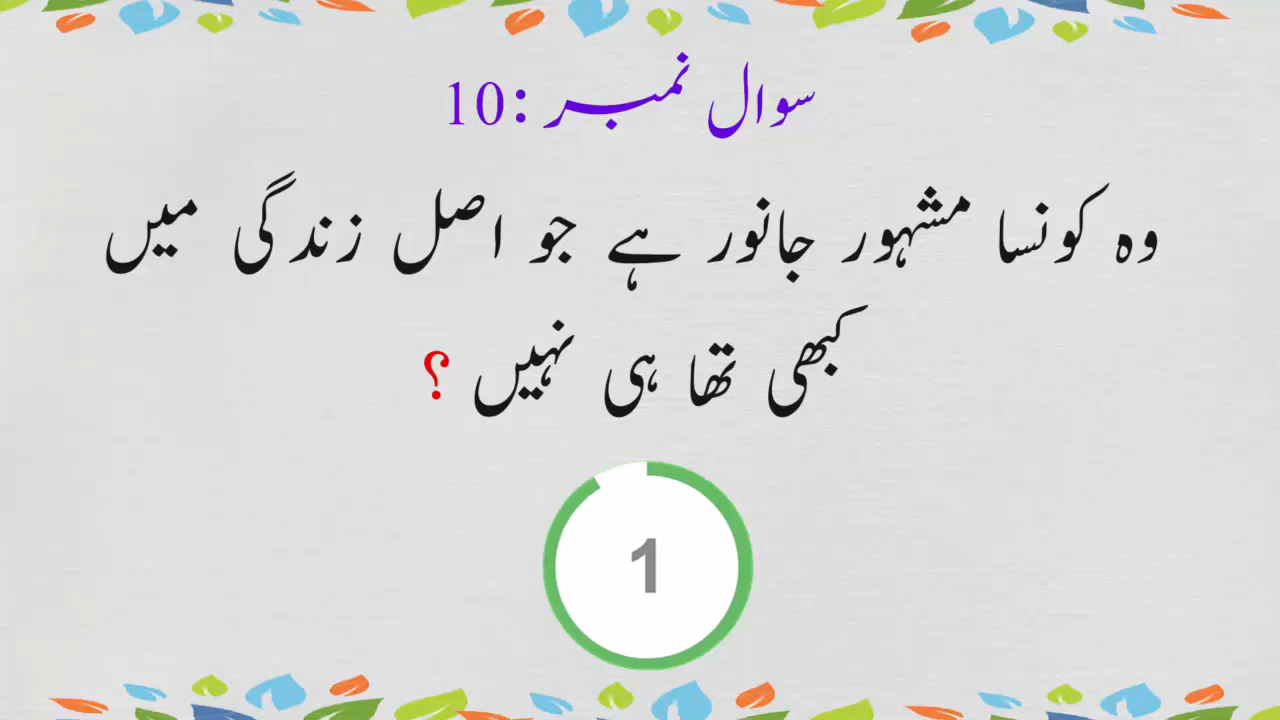 سوال نمبر :10
وہ کونسا مشہور جانور ہے جو اصل زندگی میں
کبھی تھا ہی نہیں ؟
1